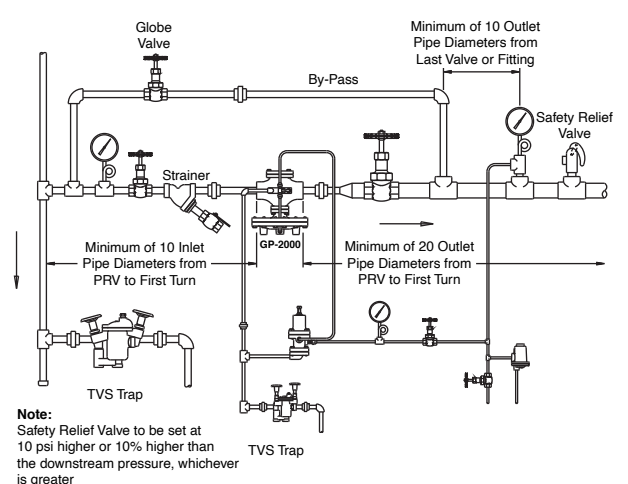 Globe
Valve
Minimum of 10 Outlet
Pipe Diameters from
Last Valve or Fitting
By-Pass
Safety Relief
Valve
Strainer
GP-2000
Minimum of 10 Inlet
Pipe Diameters from
PRV to First Turn
Minimum of 20 Outlet
Pipe Diameters from
PRV to First Turn
TVS Trap
TVS Trap
Note:
Safety Relief Valve to be set at
10 psi higher or 10% higher than
the downstream pressure, whichever
is greater